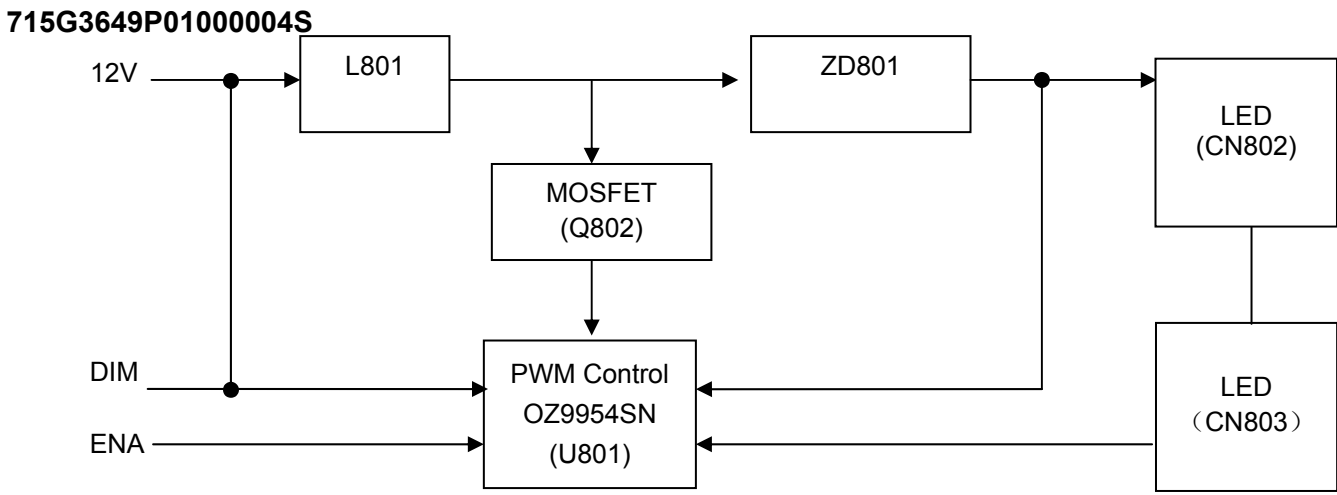 715G3649P01000004S
12V
L801
ZD801
LED
(CN802)
MOSFET
(Q802)
DIM
ENA
PWM Control
OZ9954SN
(U801)
LED
（CN803）